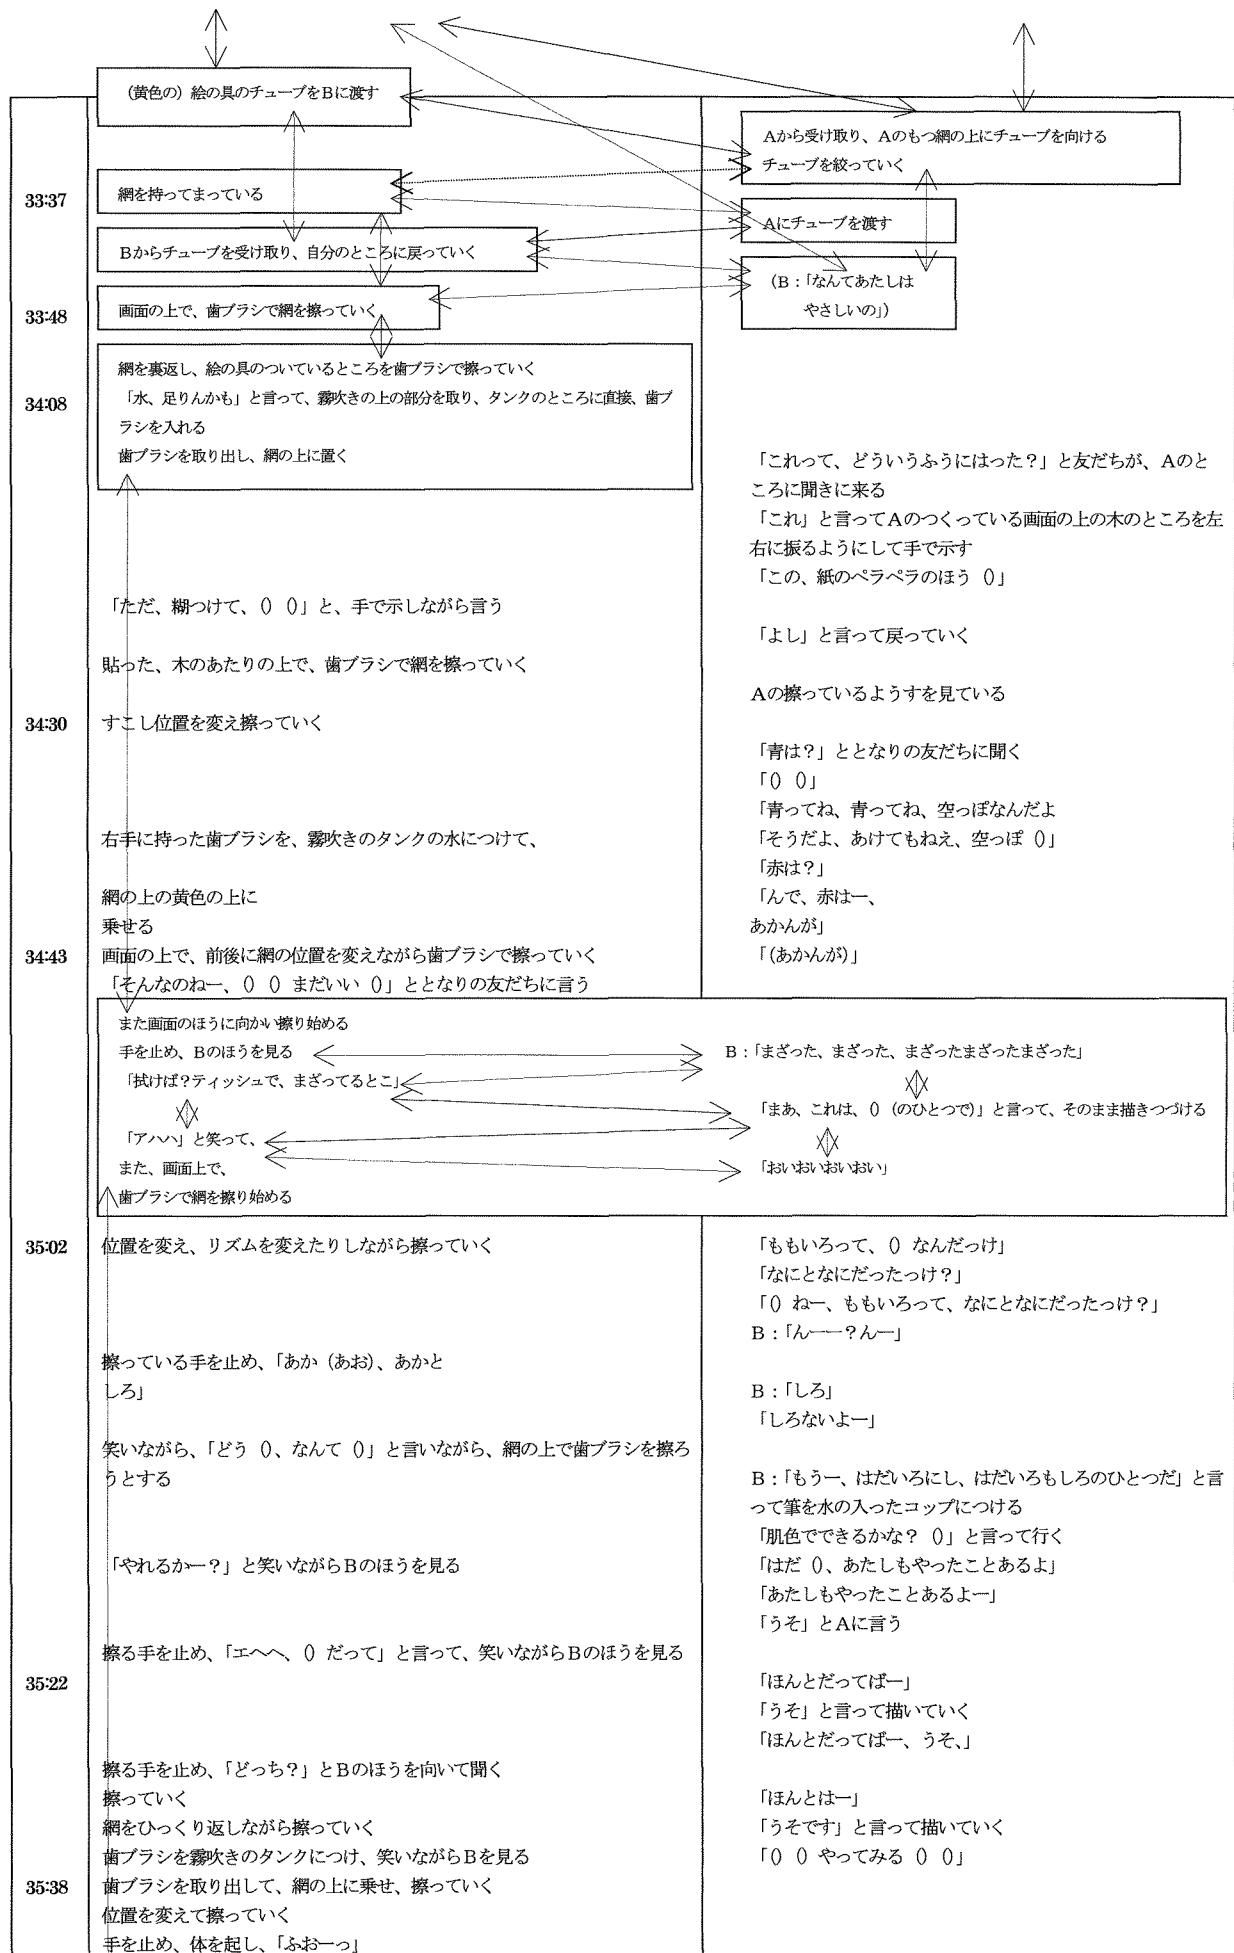 (黄色の) 絵の具のチューブをBに渡す
Aから受け取り、Aのもつ網の上にチューブを向ける
チューブを絞っていく
33:37
網を持ってまっている
Aにチューブを渡す
Bからチューブを受け取り、自分のところに戻っていく
(B:「なんてあたしは
やさしいの」)
33:48
画面の上で、歯ブラシで網を擦っていく
網を裏返し、絵の具のついているところを歯ブラシで擦っていく
34:08
「水、足りんかも」と言って、霧吹きの上の部分を取り、タンクのところに直接、歯ブ
ラシを入れる
歯ブラシを取り出し、網の上に置く
「これって、どういうふうにはった?」と友だちが、Aのと
ころに聞きに来る
「これ」と言ってAのつくっている画面の上の木のところを左
右に振るようにして手で示す
「この、紙のペラペラのほう ()」
「ただ、糊つけて、() ()」と、手で示しながら言う
「よし」と言って戻っていく
貼った、木のあたりの上で、歯ブラシで網を擦っていく
Aの擦っているようすを見ている
34:30
すこし位置を変え擦っていく
「青は?」ととなりの友だちに聞く
「() ()」
「青ってね、青ってね、空っぽなんだよ
右手に持った歯ブラシを、霧吹きのタンクの水につけて、
「そうだよ、あけてもねえ、空っぽ ()」
「赤は?」
網の上の黄色の上に
「んで、赤はー、
乗せる
あかんが」
34:43
画面の上で、前後に網の位置を変えながら歯ブラシで擦っていく
「(あかんが)」
「そんなのねー、() () まだいい ()」ととなりの友だちに言う
また画面のほうに向かい擦り始める
手を止め、Bのほうを見る
B:「まざった、まざった、まざったまざったまざった」
「拭けば?ティッシュで、まざってるとこ」
「まあ、これは、() (のひとつで)」と言って、そのまま描きつづける
「アハハ」と笑って、
また、画面上で、
「おいおいおいおい」
歯ブラシで網を擦り始める
35:02
位置を変え、リズムを変えたりしながら擦っていく
「ももいろって、() なんだっけ」
「なにとなにだったっけ?」
「() ねー、ももいろって、なにとなにだったっけ?」
B:「んーー?んー」
擦っている手を止め、「あか (あお)、あかと
しろ」
B:「しろ」
「しろないよー」
笑いながら、「どう ()、なんて ()」と言いながら、網の上で歯ブラシを擦ろ
うとする
B:「もうー、はだいろにし、はだいろもしろのひとつだ」と言
って筆を水の入ったコップにつける
「肌色でできるかな? ()」と言って行く
「やれるかー?」と笑いながらBのほうを見る
「はだ ()、あたしもやったことあるよ」
「あたしもやったことあるよー」
「うそ」とAに言う
擦る手を止め、「エヘヘ、() だって」と言って、笑いながらBのほうを見る
35:22
「ほんとだってばー」
「うそ」と言って描いていく
「ほんとだってばー、うそ、」
擦る手を止め、「どっち?」とBのほうを向いて聞く
擦っていく
「ほんとはー」
網をひっくり返しながら擦っていく
「うそです」と言って描いていく
歯ブラシを霧吹きのタンクにつけ、笑いながらBを見る
「() () やってみる () ()」
35:38
歯ブラシを取り出して、網の上に乗せ、擦っていく
位置を変えて擦っていく
手を止め、体を起し、「ふおーっ」